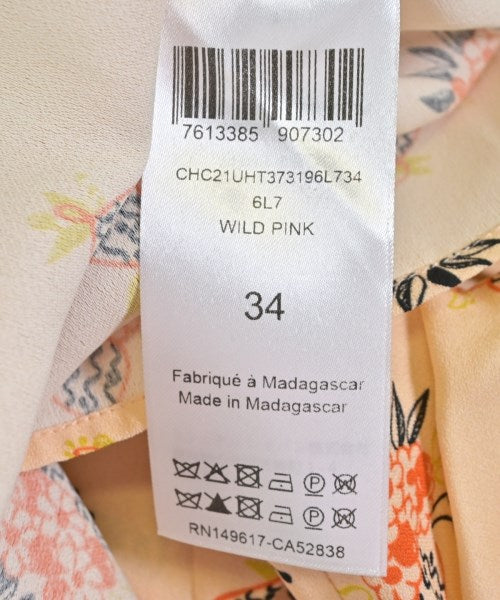 7613385 907302
CHC21UHT373196L734
6L7
WILD PINK
34
Fabriqué à Madagascar
Made in Madagascar
RN149617-CA52838